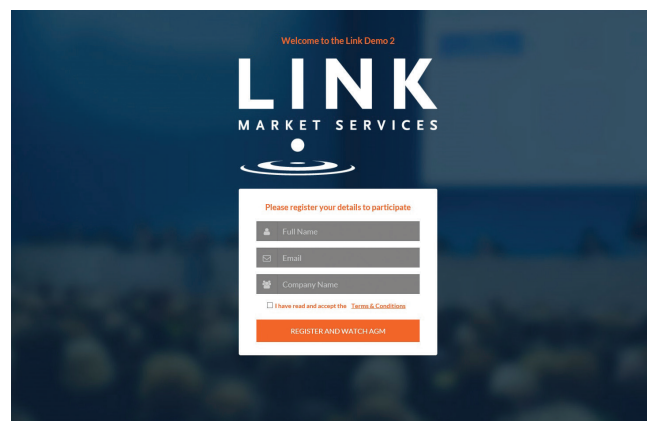 Welcome to the Link Demo 2
LINK
MARKET SERVICES
Please register your details to participate
Full Name
Email
Company Name
I have read and accept the Terms & Conditions
REGISTER AND WATCH AGM